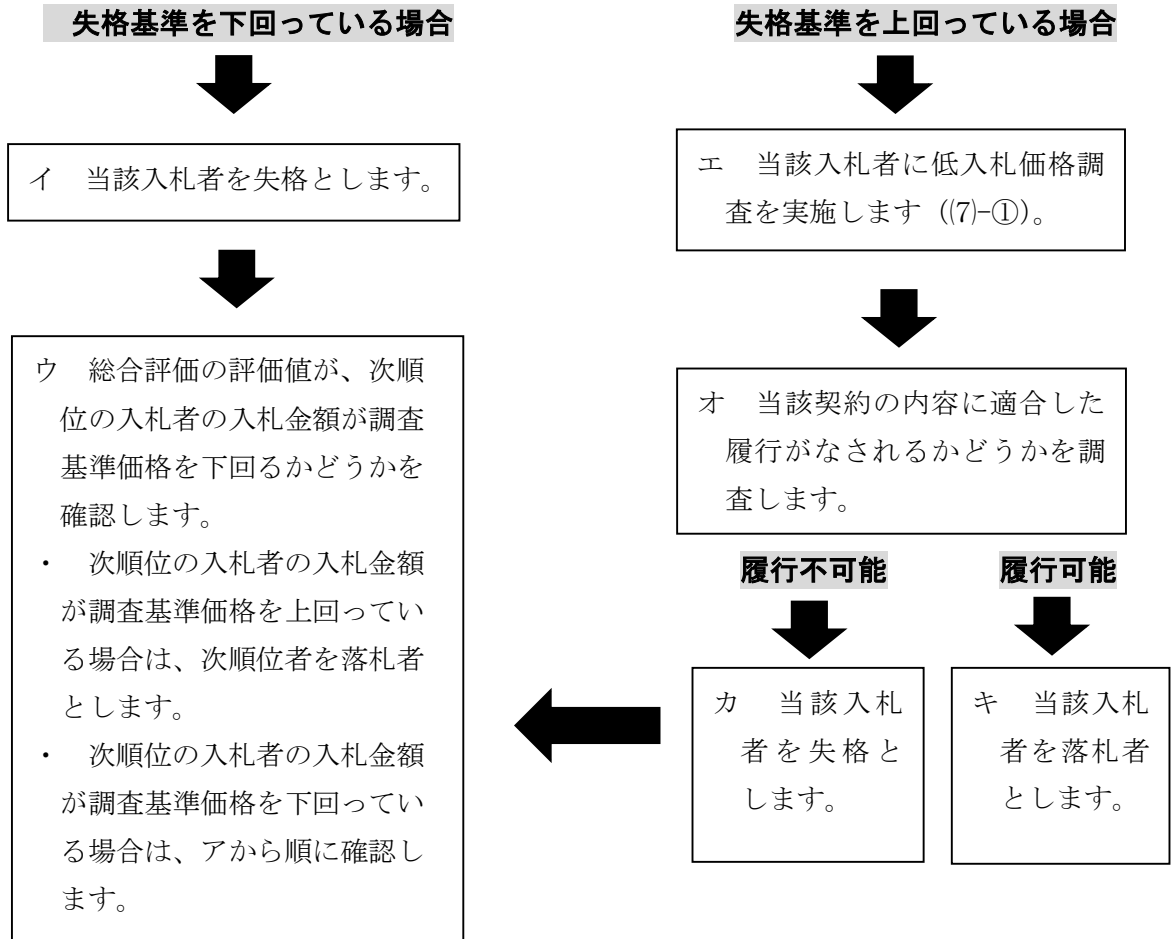 失格基準を下回っている場合
イ　当該入札者を失格とします。
ウ　総合評価の評価値が、次順
位の入札者の入札金額が調査
基準価格を下回るかどうかを
確認します。
・　次順位の入札者の入札金額
が調査基準価格を上回ってい
る場合は、次順位者を落札者
とします。
・　次順位の入札者の入札金額
が調査基準価格を下回ってい
る場合は、アから順に確認し
ます。
失格基準を上回っている場合
エ　当該入札者に低入札価格調
査を実施します（⑺-①）。
オ　当該契約の内容に適合した
履行がなされるかどうかを調
査します。
履行不可能
カ　当該入札
者を失格と
します。
履行可能
キ　当該入札
者を落札者
とします。